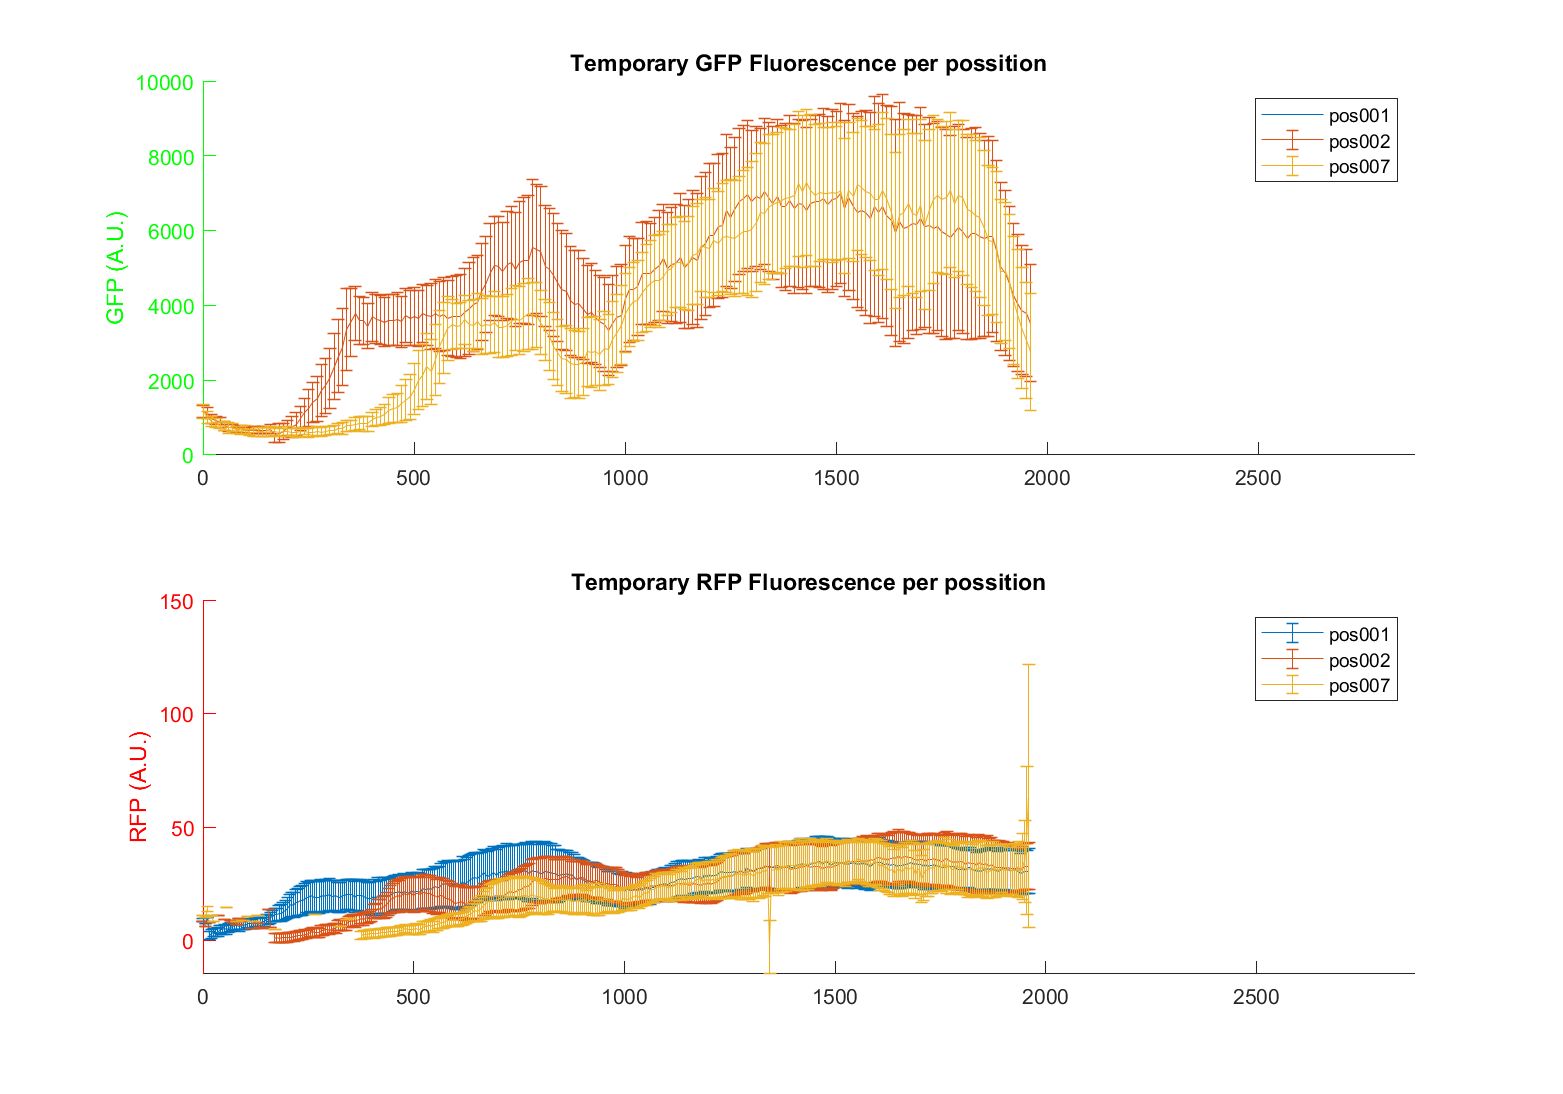 Temporary GFP Fluorescence per possition
10000
8000
6000
4000
2000
0
GFP (A.U.)
0 500 1000 1500 2000 2500
pos001
pos002
pos007
Temporary RFP Fluorescence per possition
150
100
50
0
RFP (A.U.)
0 500 1000 1500 2000 2500
pos001
pos002
pos007